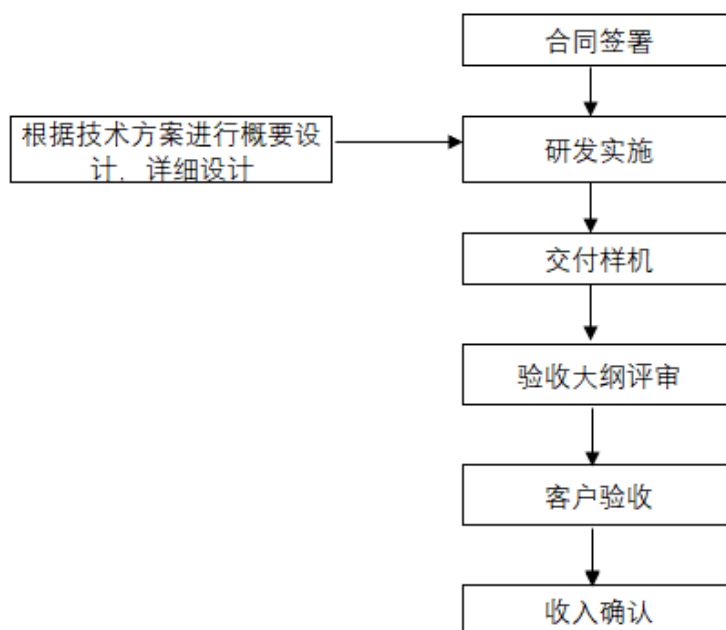 合同签署
根据技术方案进行概要设
计．详细设计
研发实施
交付样机
验收大纲评审
客户验收
收入确认